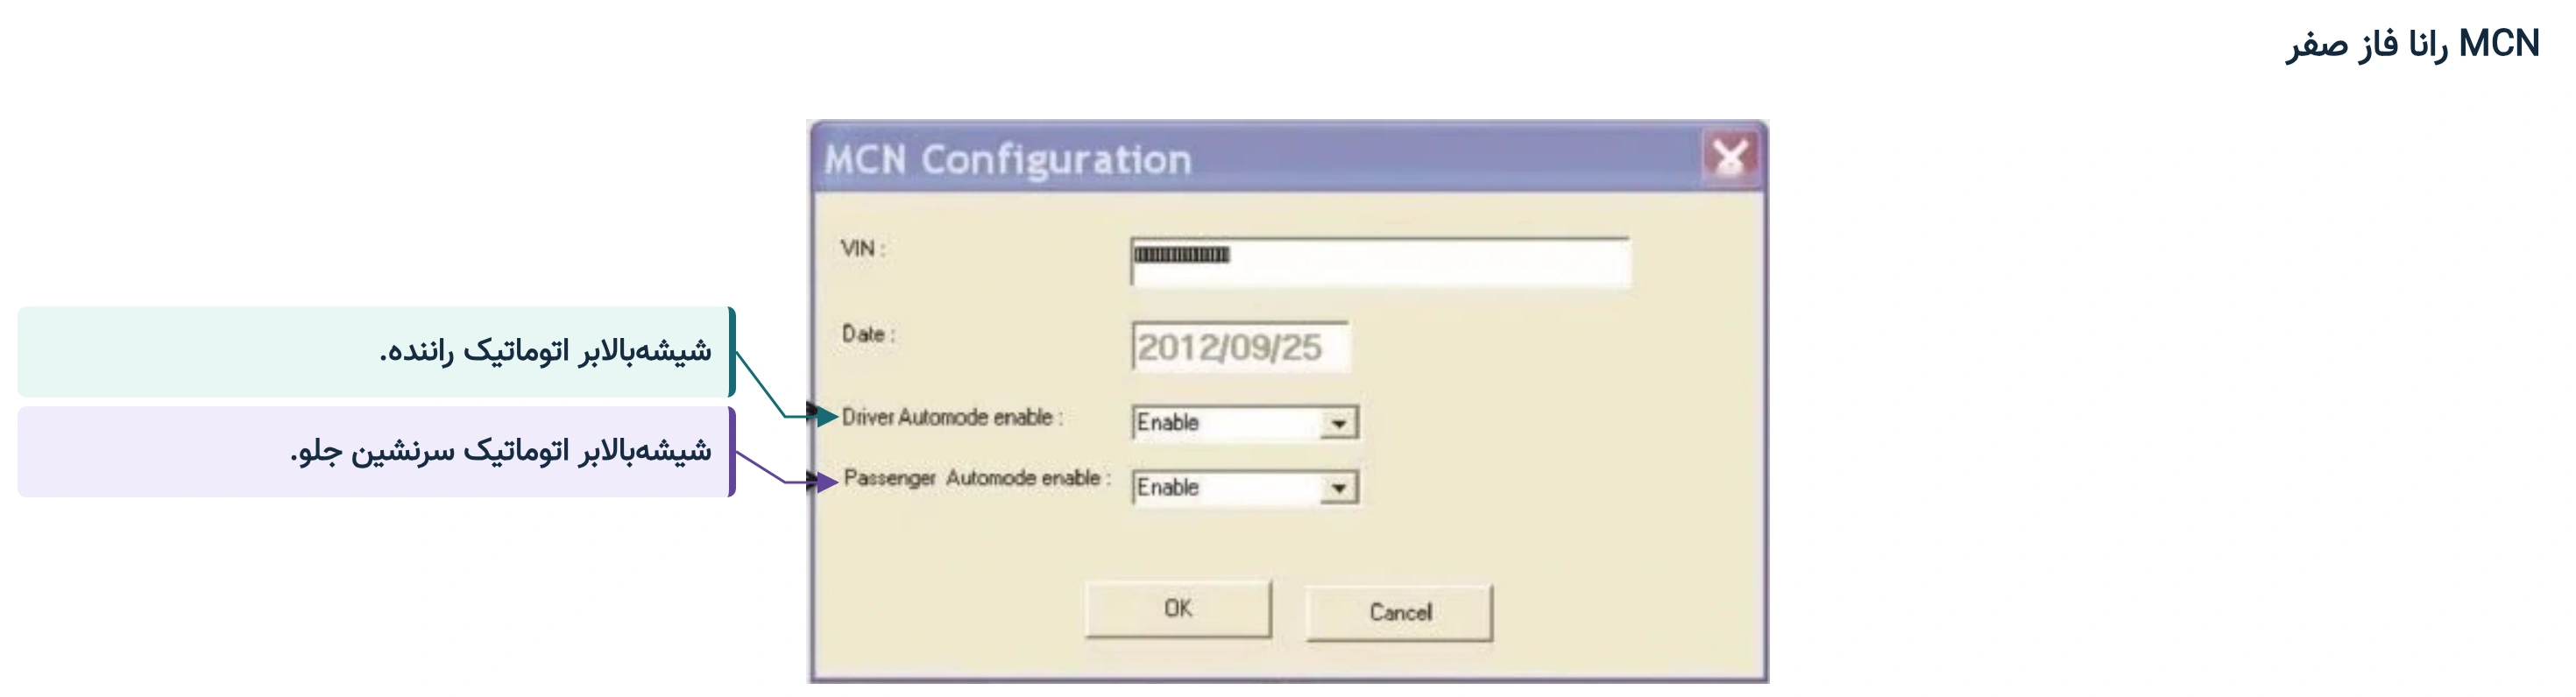 MCN رانا فاز صفر
MCN Configuration
VIN :
Date :
2012/09/25
شیشه‌بالابر اتوماتیک راننده.
Driver Automode enable :
Enable
شیشه‌بالابر اتوماتیک سرنشین جلو.
Passenger Automode enable :
Enable
OK
Cancel